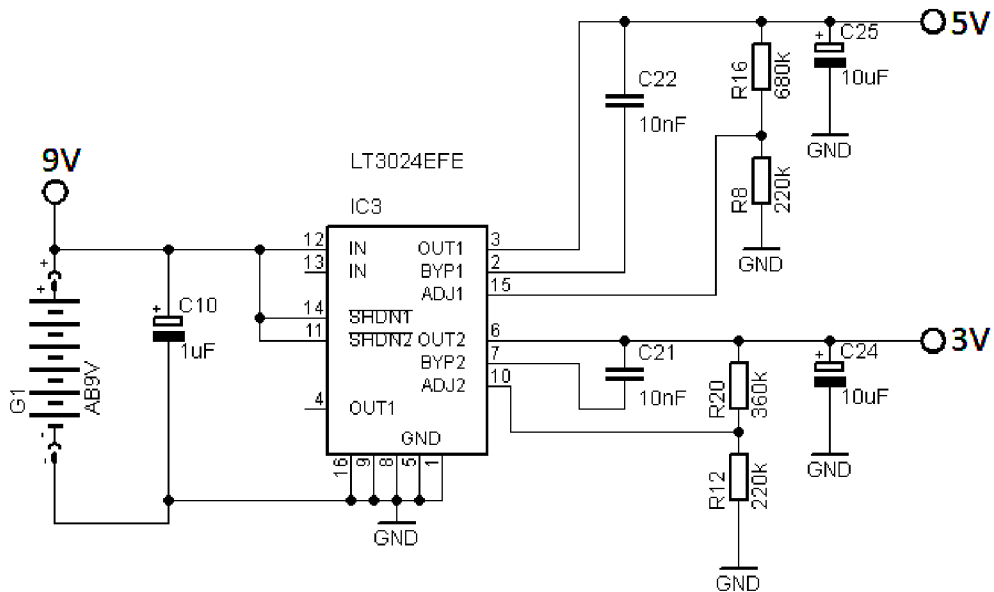 5V
C25
10uF
GND
R16
680k
C22
10nF
R8
220k
GND
9V
LT3024EFE
IC3
12 IN OUT1 3
13 IN BYP1 2
ADJ1 15
14 SHDN1
11 SHDN2 OUT2 6
BYP2 7
ADJ2 10
4 OUT1
GND
16 9 8 5 1
GND
C10
1uF
G1
AB9V
3V
C21
10nF
R20
360k
C24
10uF
GND
R12
220k
GND